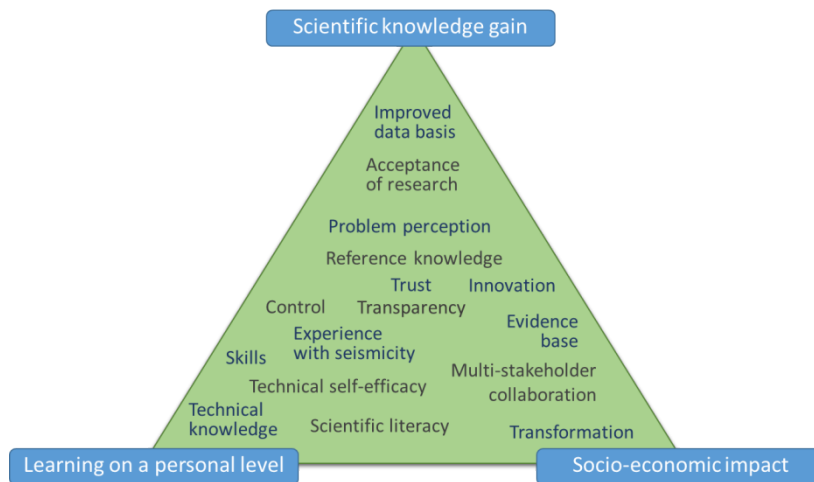 Scientific knowledge gain
Improved
data basis
Acceptance
of research
Problem perception
Reference knowledge
Trust
Innovation
Control
Transparency
Evidence
base
Experience
with seismicity
Skills
Multi-stakeholder
collaboration
Technical self-efficacy
Technical
knowledge
Scientific literacy
Transformation
Learning on a personal level
Socio-economic impact